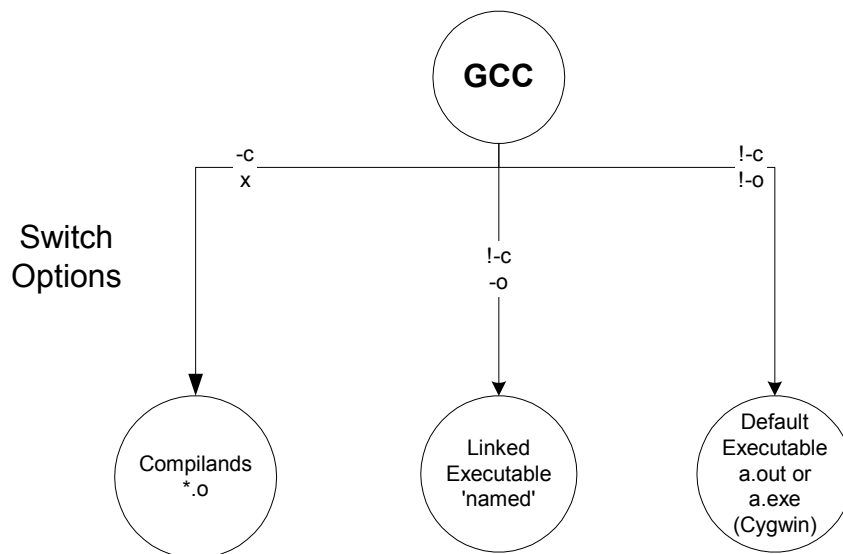 GCC
-c
x
!-c
!-o
Switch
Options
!-c
-o
Compilands
*.o
Linked
Executable
'named'
Default
Executable
a.out or
a.exe
(Cygwin)